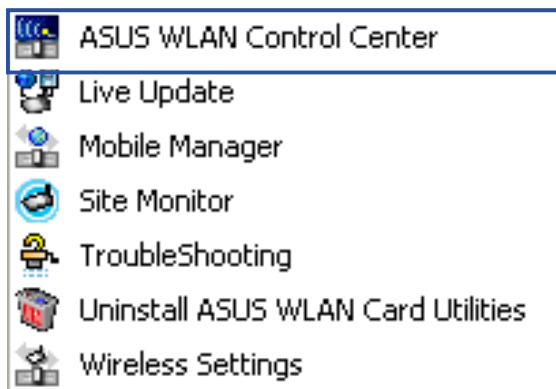 ASUS WLAN Control Center
Live Update
Mobile Manager
Site Monitor
TroubleShooting
Uninstall ASUS WLAN Card Utilities
Wireless Settings